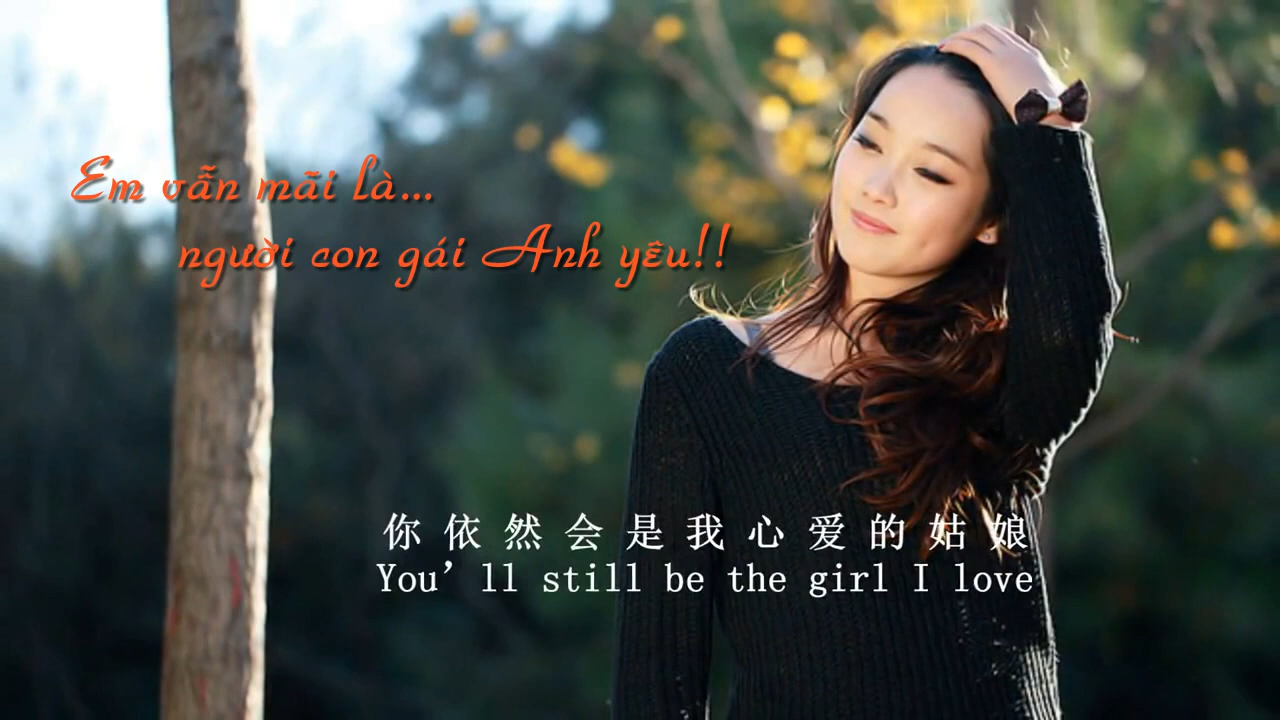 Em vẫn mãi là...
người con gái Anh yêu!!
你依然会是我心爱的姑娘
You'll still be the girl I love